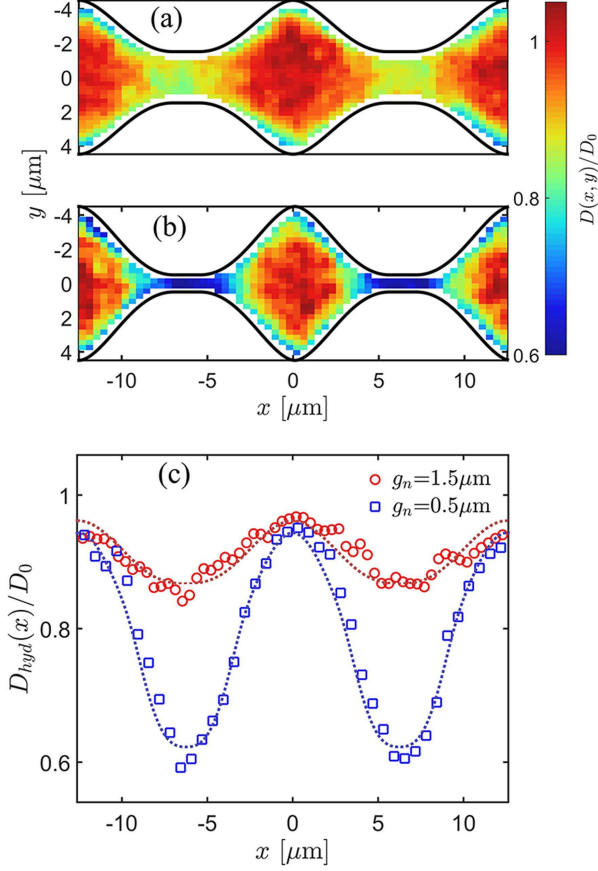 (a)
-4
-2
0
2
4
y [μm]
1
0.8
0.6
D(x, y)/D₀
(b)
-4
-2
0
2
4
-10 -5 0 5 10
x [μm]
(c)
gₙ=1.5μm
gₙ=0.5μm
1
0.8
0.6
D_hyd(x)/D₀
-10 -5 0 5 10
x [μm]